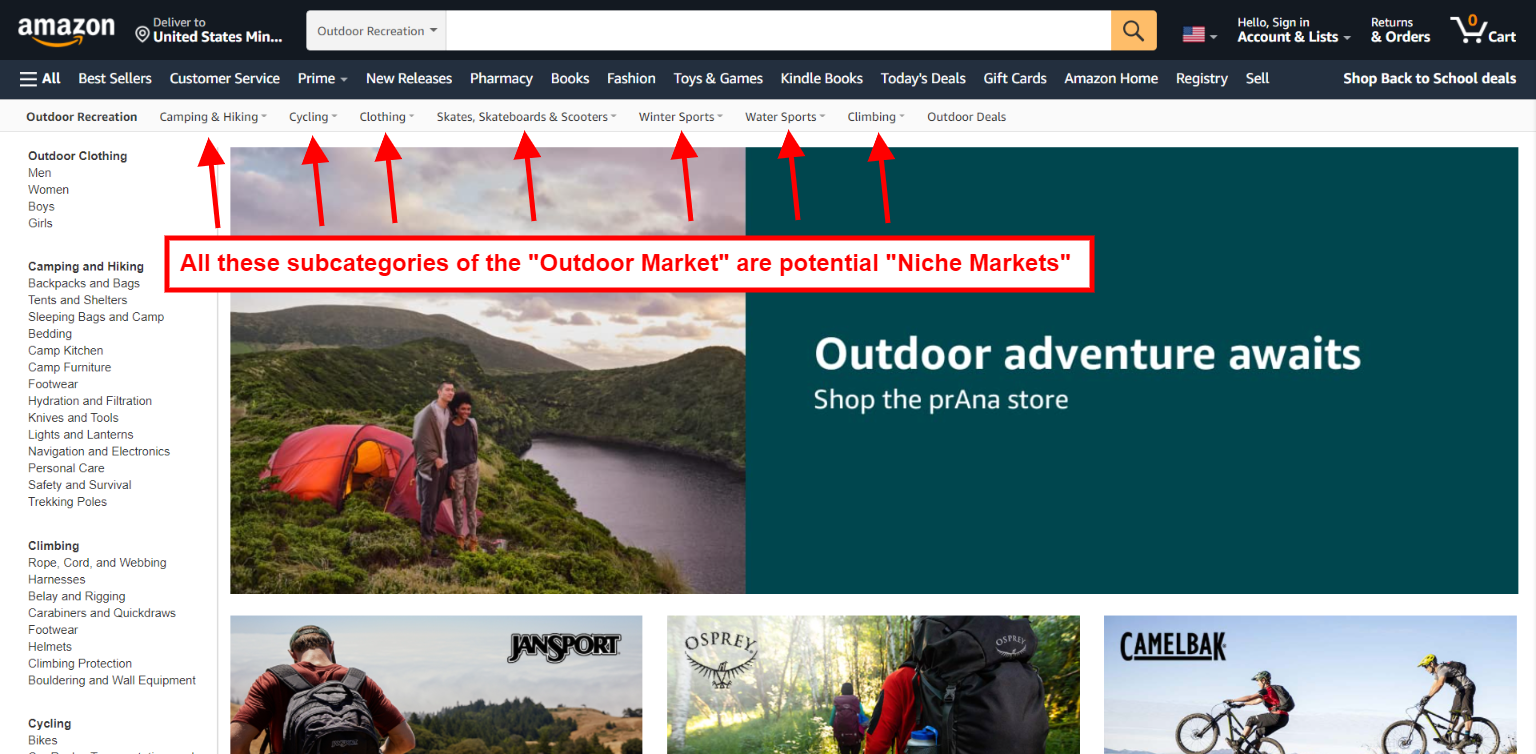 amazon
Deliver to
United States Min...
Outdoor Recreation
Hello, Sign in
Account & Lists
Returns
& Orders
0
Cart
All
Best Sellers
Customer Service
Prime
New Releases
Pharmacy
Books
Fashion
Toys & Games
Kindle Books
Today's Deals
Gift Cards
Amazon Home
Registry
Sell
Shop Back to School deals
Outdoor Recreation
Camping & Hiking
Cycling
Clothing
Skates, Skateboards & Scooters
Winter Sports
Water Sports
Climbing
Outdoor Deals
Outdoor Clothing
Men
Women
Boys
Girls
Camping and Hiking
Backpacks and Bags
Tents and Shelters
Sleeping Bags and Camp
Bedding
Camp Kitchen
Camp Furniture
Footwear
Hydration and Filtration
Knives and Tools
Lights and Lanterns
Navigation and Electronics
Personal Care
Safety and Survival
Trekking Poles
Climbing
Rope, Cord, and Webbing
Harnesses
Belay and Rigging
Carabiners and Quickdraws
Footwear
Helmets
Climbing Protection
Bouldering and Wall Equipment
Cycling
Bikes
All these subcategories of the "Outdoor Market" are potential "Niche Markets"
Outdoor adventure awaits
Shop the prAna store
JANSPORT
JANSPORT
OSPREY
OSPREY
CAMELBAK